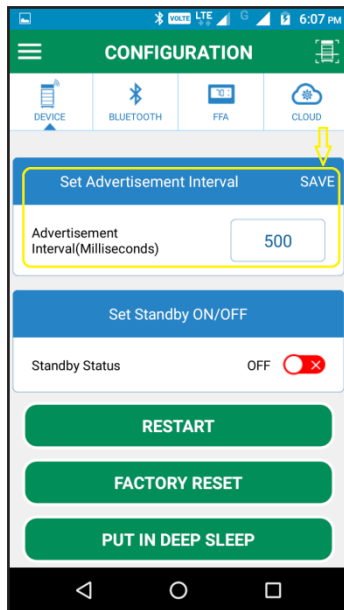 VOLTE LTE G 6:07 PM
CONFIGURATION
DEVICE BLUETOOTH FFA CLOUD
Set Advertisement Interval SAVE
Advertisement
Interval(Milliseconds) 500
Set Standby ON/OFF
Standby Status OFF
RESTART
FACTORY RESET
PUT IN DEEP SLEEP